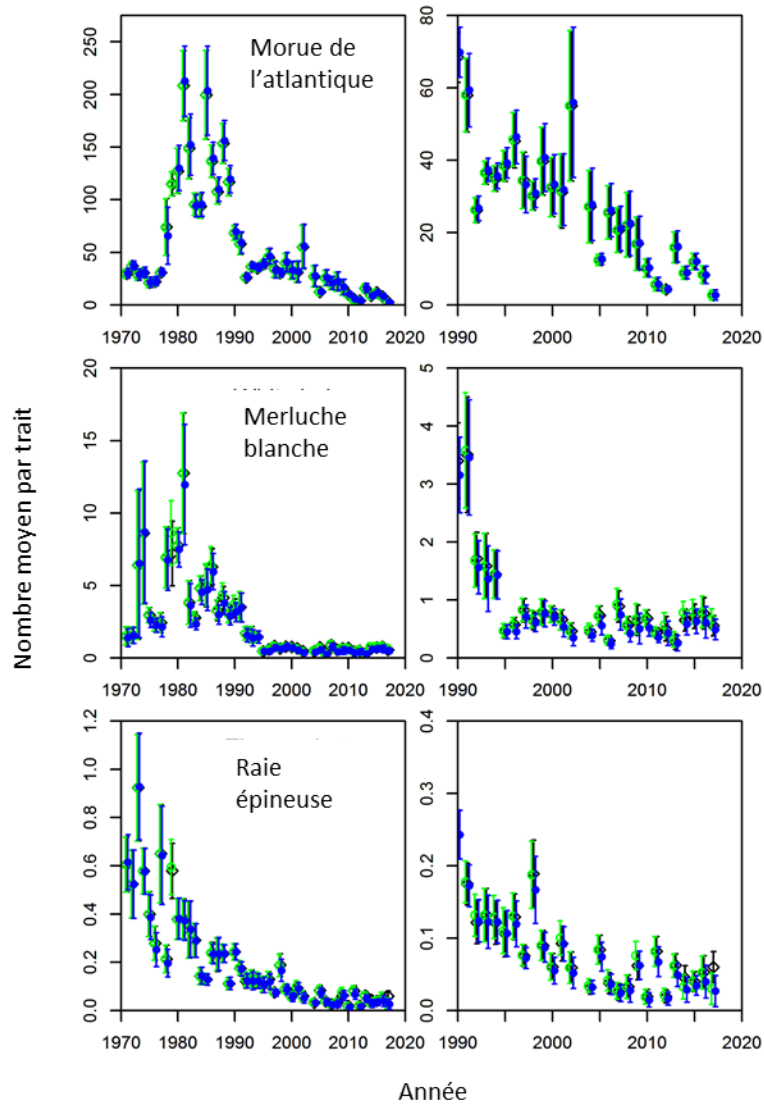 Nombre moyen par trait
Morue de
l'atlantique
0 50 100 150 200 250
1970 1980 1990 2000 2010 2020
0 20 40 60 80
1990 2000 2010 2020
Merluche
blanche
0 5 10 15 20
1970 1980 1990 2000 2010 2020
0 1 2 3 4 5
1990 2000 2010 2020
Raie
épineuse
0.0 0.2 0.4 0.6 0.8 1.0 1.2
1970 1980 1990 2000 2010 2020
0.0 0.1 0.2 0.3 0.4
1990 2000 2010 2020
Année